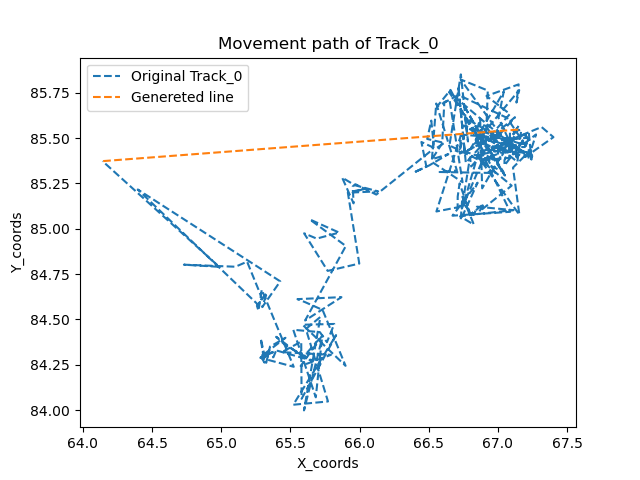 Movement path of Track_0
Original Track_0
Genereted line
85.75
85.50
85.25
85.00
84.75
84.50
84.25
84.00
Y_coords
64.0 64.5 65.0 65.5 66.0 66.5 67.0 67.5
X_coords